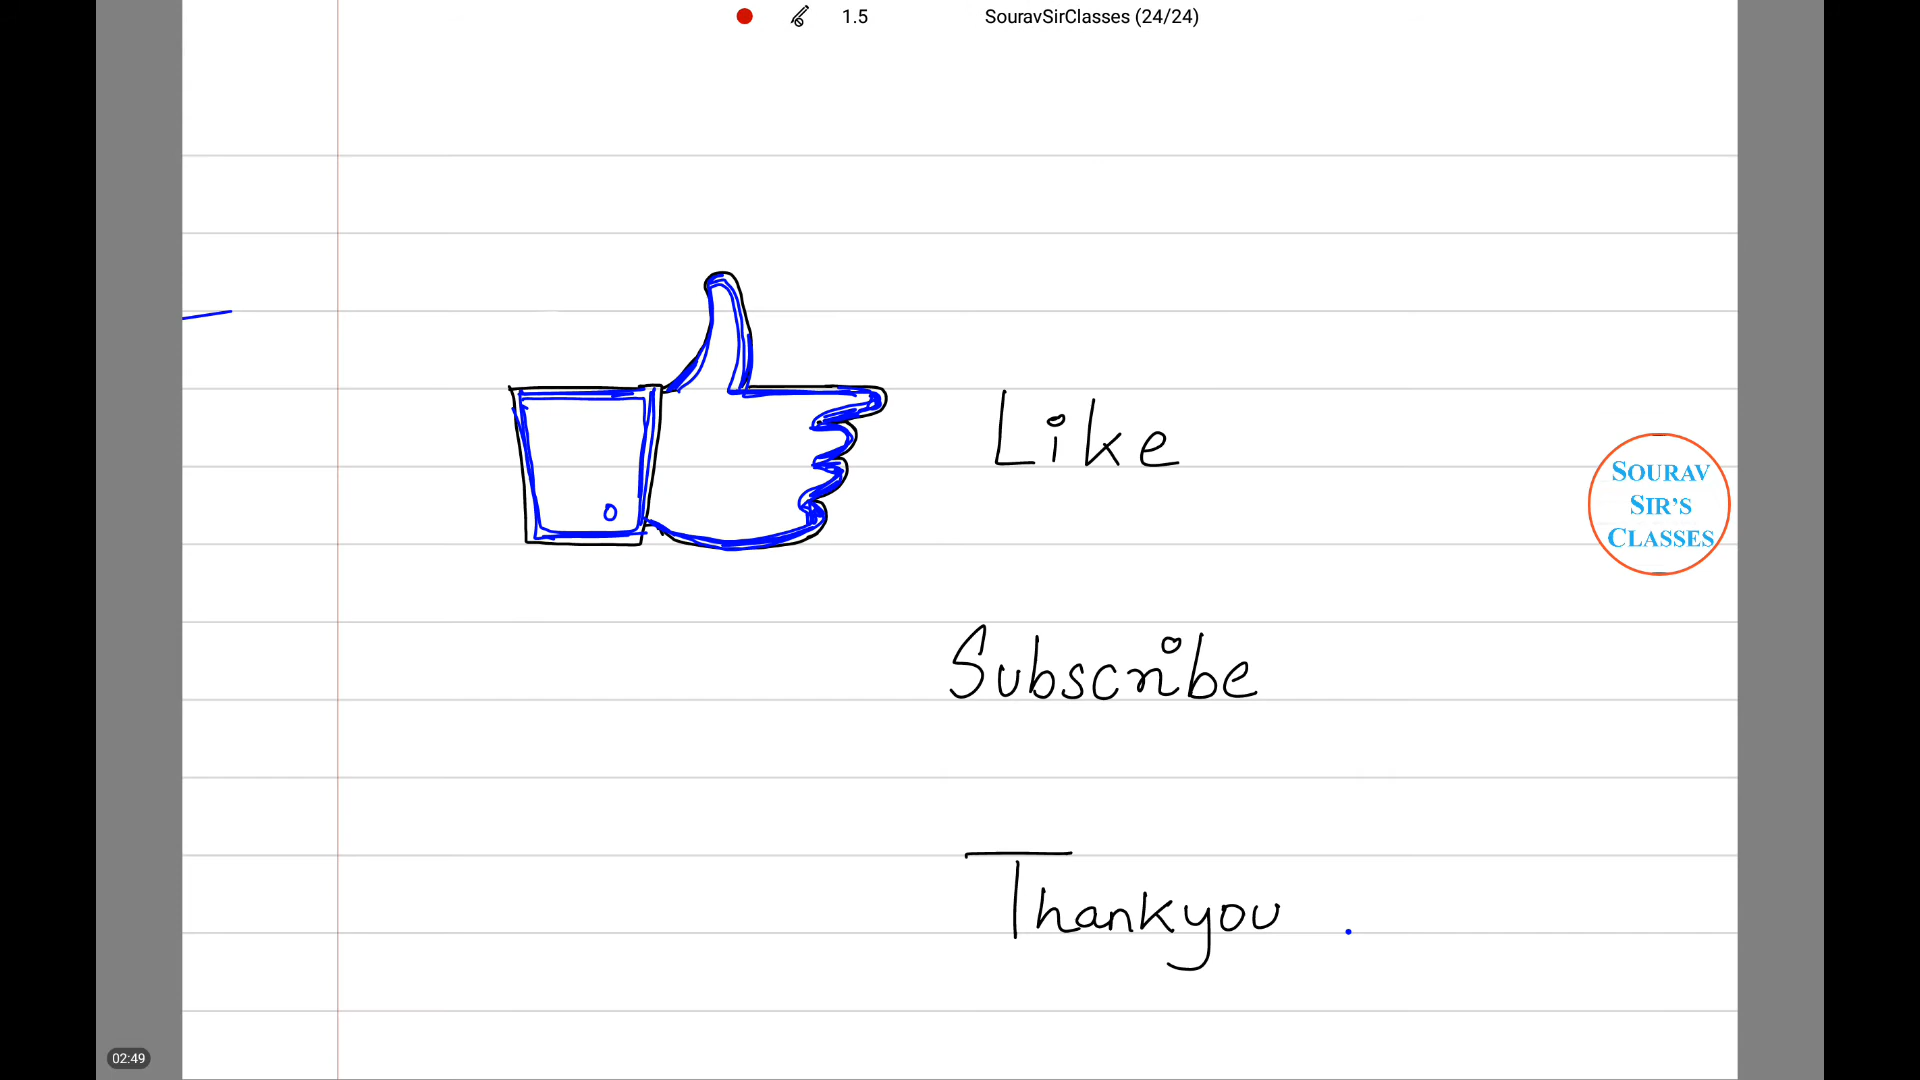 1.5 SouravSirClasses (24/24)
Like
SOURAV
SIR'S
CLASSES
Subscribe
Thankyou .
02:49